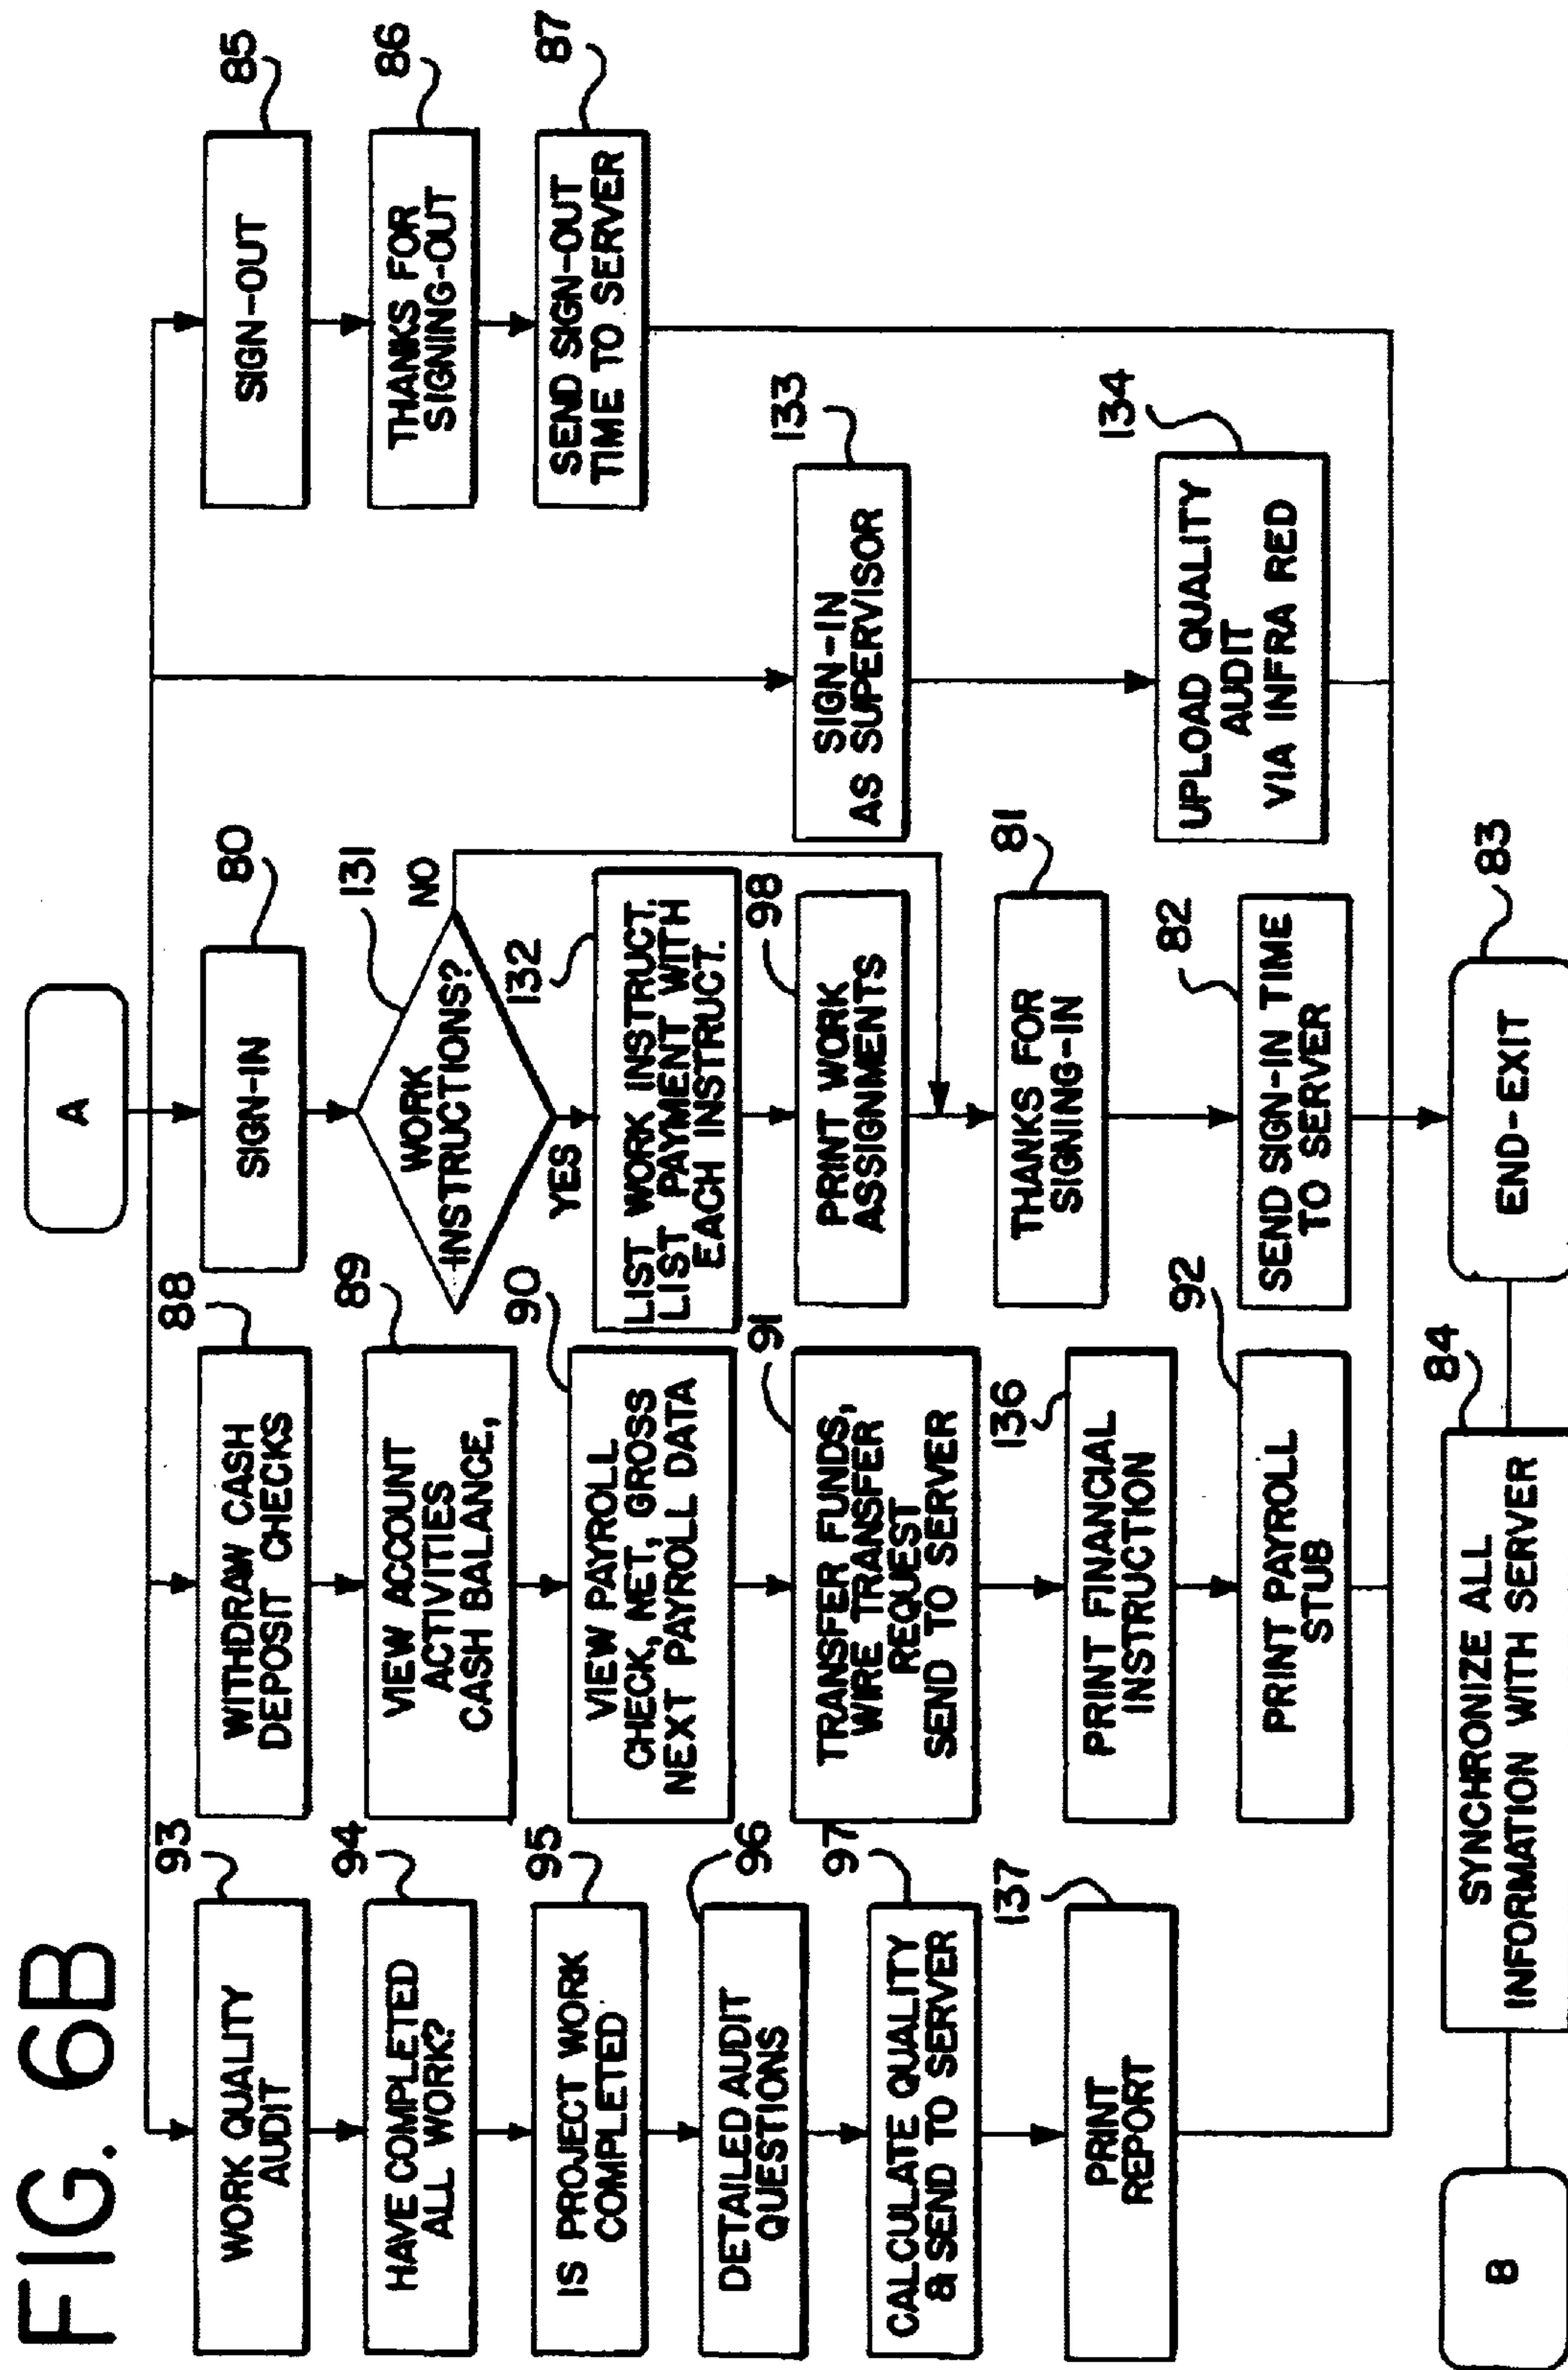 FIG. 6B
A
93
WORK QUALITY
AUDIT
94
HAVE COMPLETED
ALL WORK?
95
IS PROJECT WORK
COMPLETED
96
DETAILED AUDIT
QUESTIONS
97
CALCULATE QUALITY
& SEND TO SERVER
137
PRINT
REPORT
88
WITHDRAW CASH
DEPOSIT CHECKS
89
VIEW ACCOUNT
ACTIVITIES
CASH BALANCE,
90
VIEW PAYROLL
CHECK, NET, GROSS
NEXT PAYROLL DATA
91
TRANSFER FUNDS,
WIRE TRANSFER
REQUEST
SEND TO SERVER
136
PRINT FINANCIAL
INSTRUCTION
92
PRINT PAYROLL
STUB
80
SIGN-IN
131
WORK
INSTRUCTIONS?
NO
YES
132
LIST WORK INSTRUCT.
LIST PAYMENT WITH
EACH INSTRUCT.
98
PRINT WORK
ASSIGNMENTS
81
THANKS FOR
SIGNING-IN
82
SEND SIGN-IN TIME
TO SERVER
133
SIGN-IN
AS SUPERVISOR
134
UPLOAD QUALITY
AUDIT
VIA INFRA RED
85
SIGN-OUT
86
THANKS FOR
SIGNING-OUT
87
SEND SIGN-OUT
TIME TO SERVER
B
84
SYNCHRONIZE ALL
INFORMATION WITH SERVER
83
END-EXIT